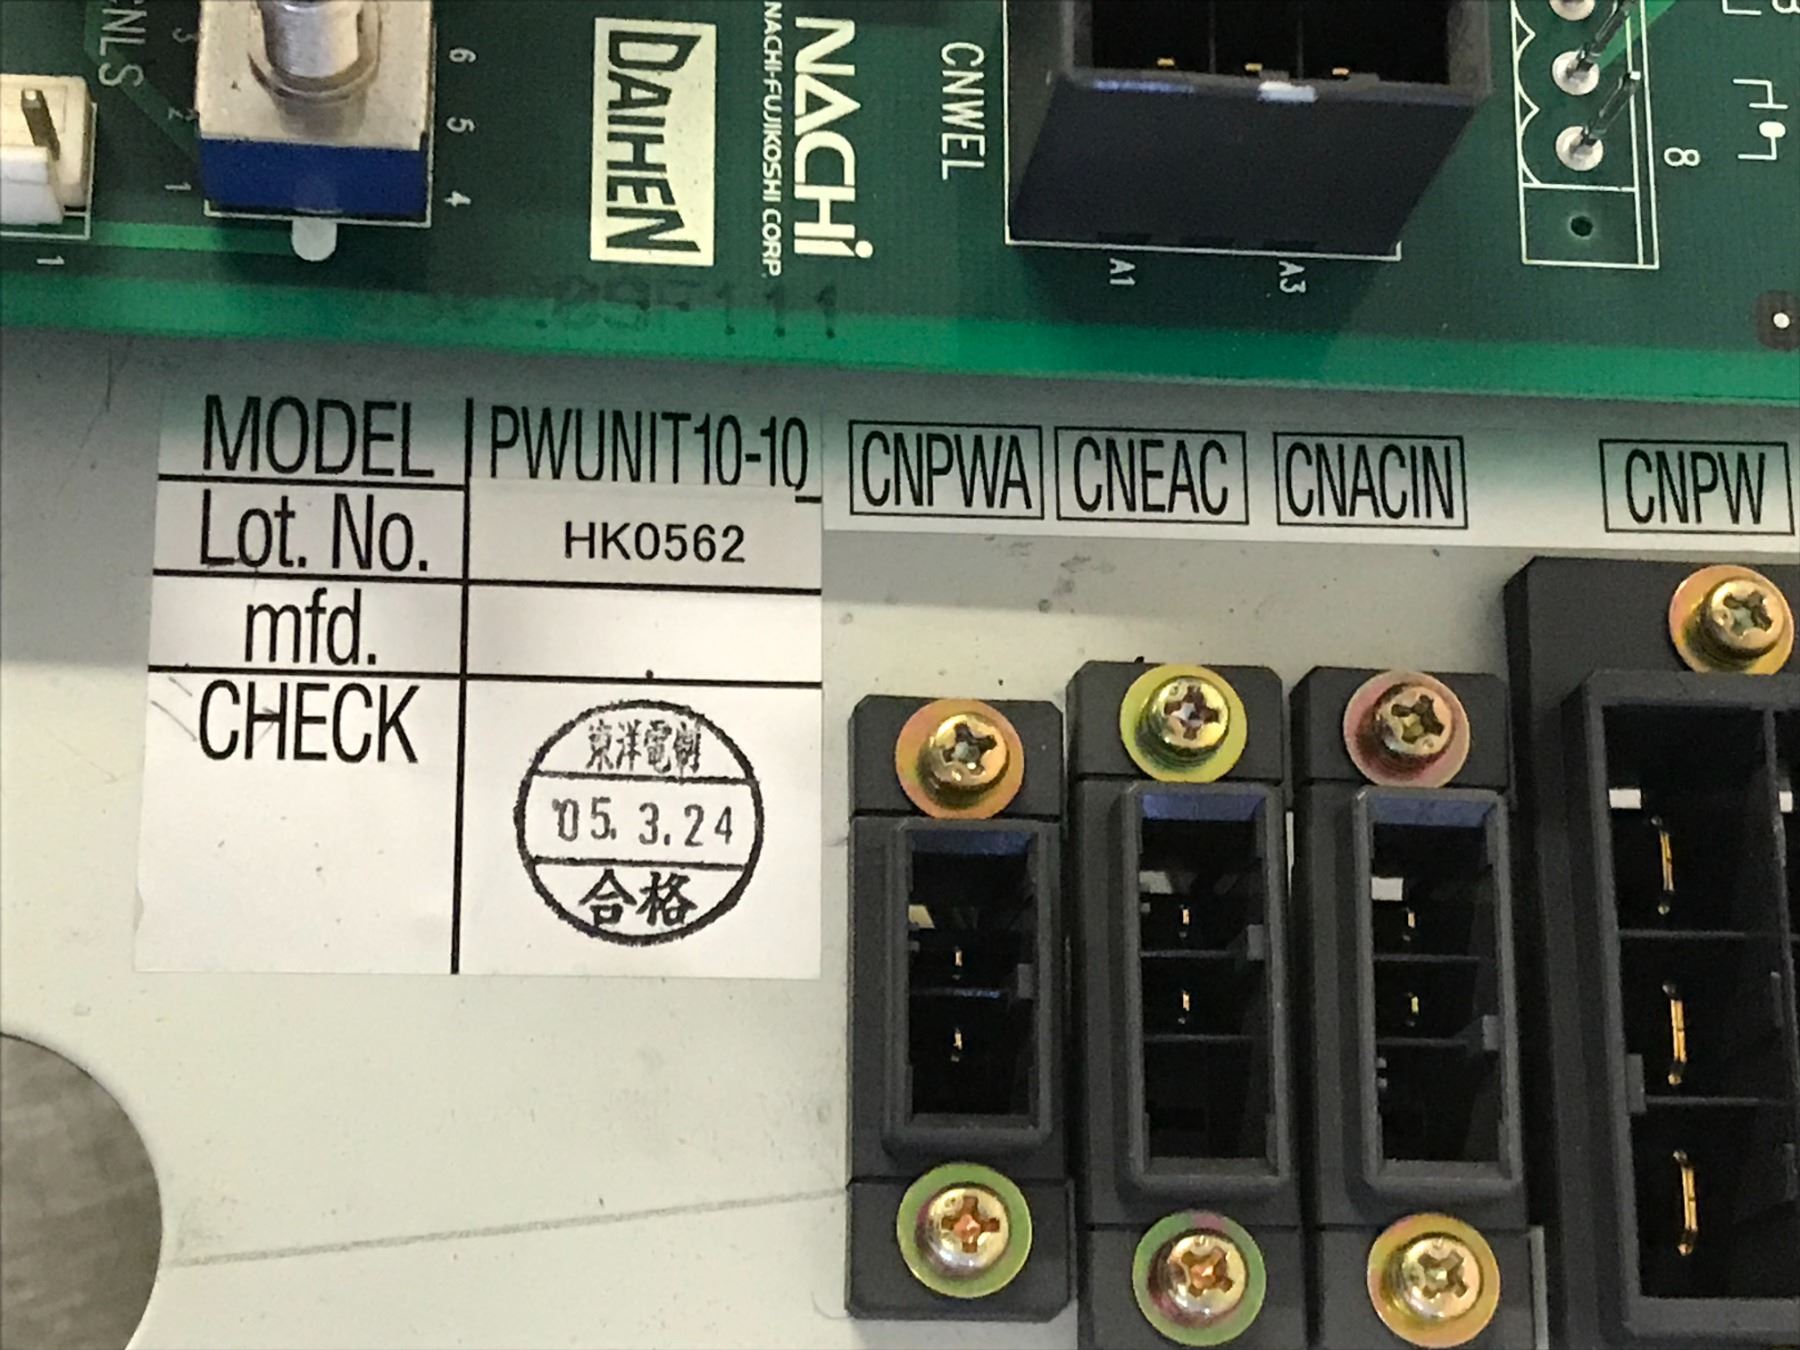 CNLS
3
2
1
6
5
4
1
DAIHEN
NACHi
NACHI-FUJIKOSHI CORP.
CNWEL
A1
A3
8
MODEL PWUNIT10-10
Lot. No. HK0562
mfd.
CHECK
東洋電機
'05. 3. 24
合格
CNPWA
CNEAC
CNACIN
CNPW